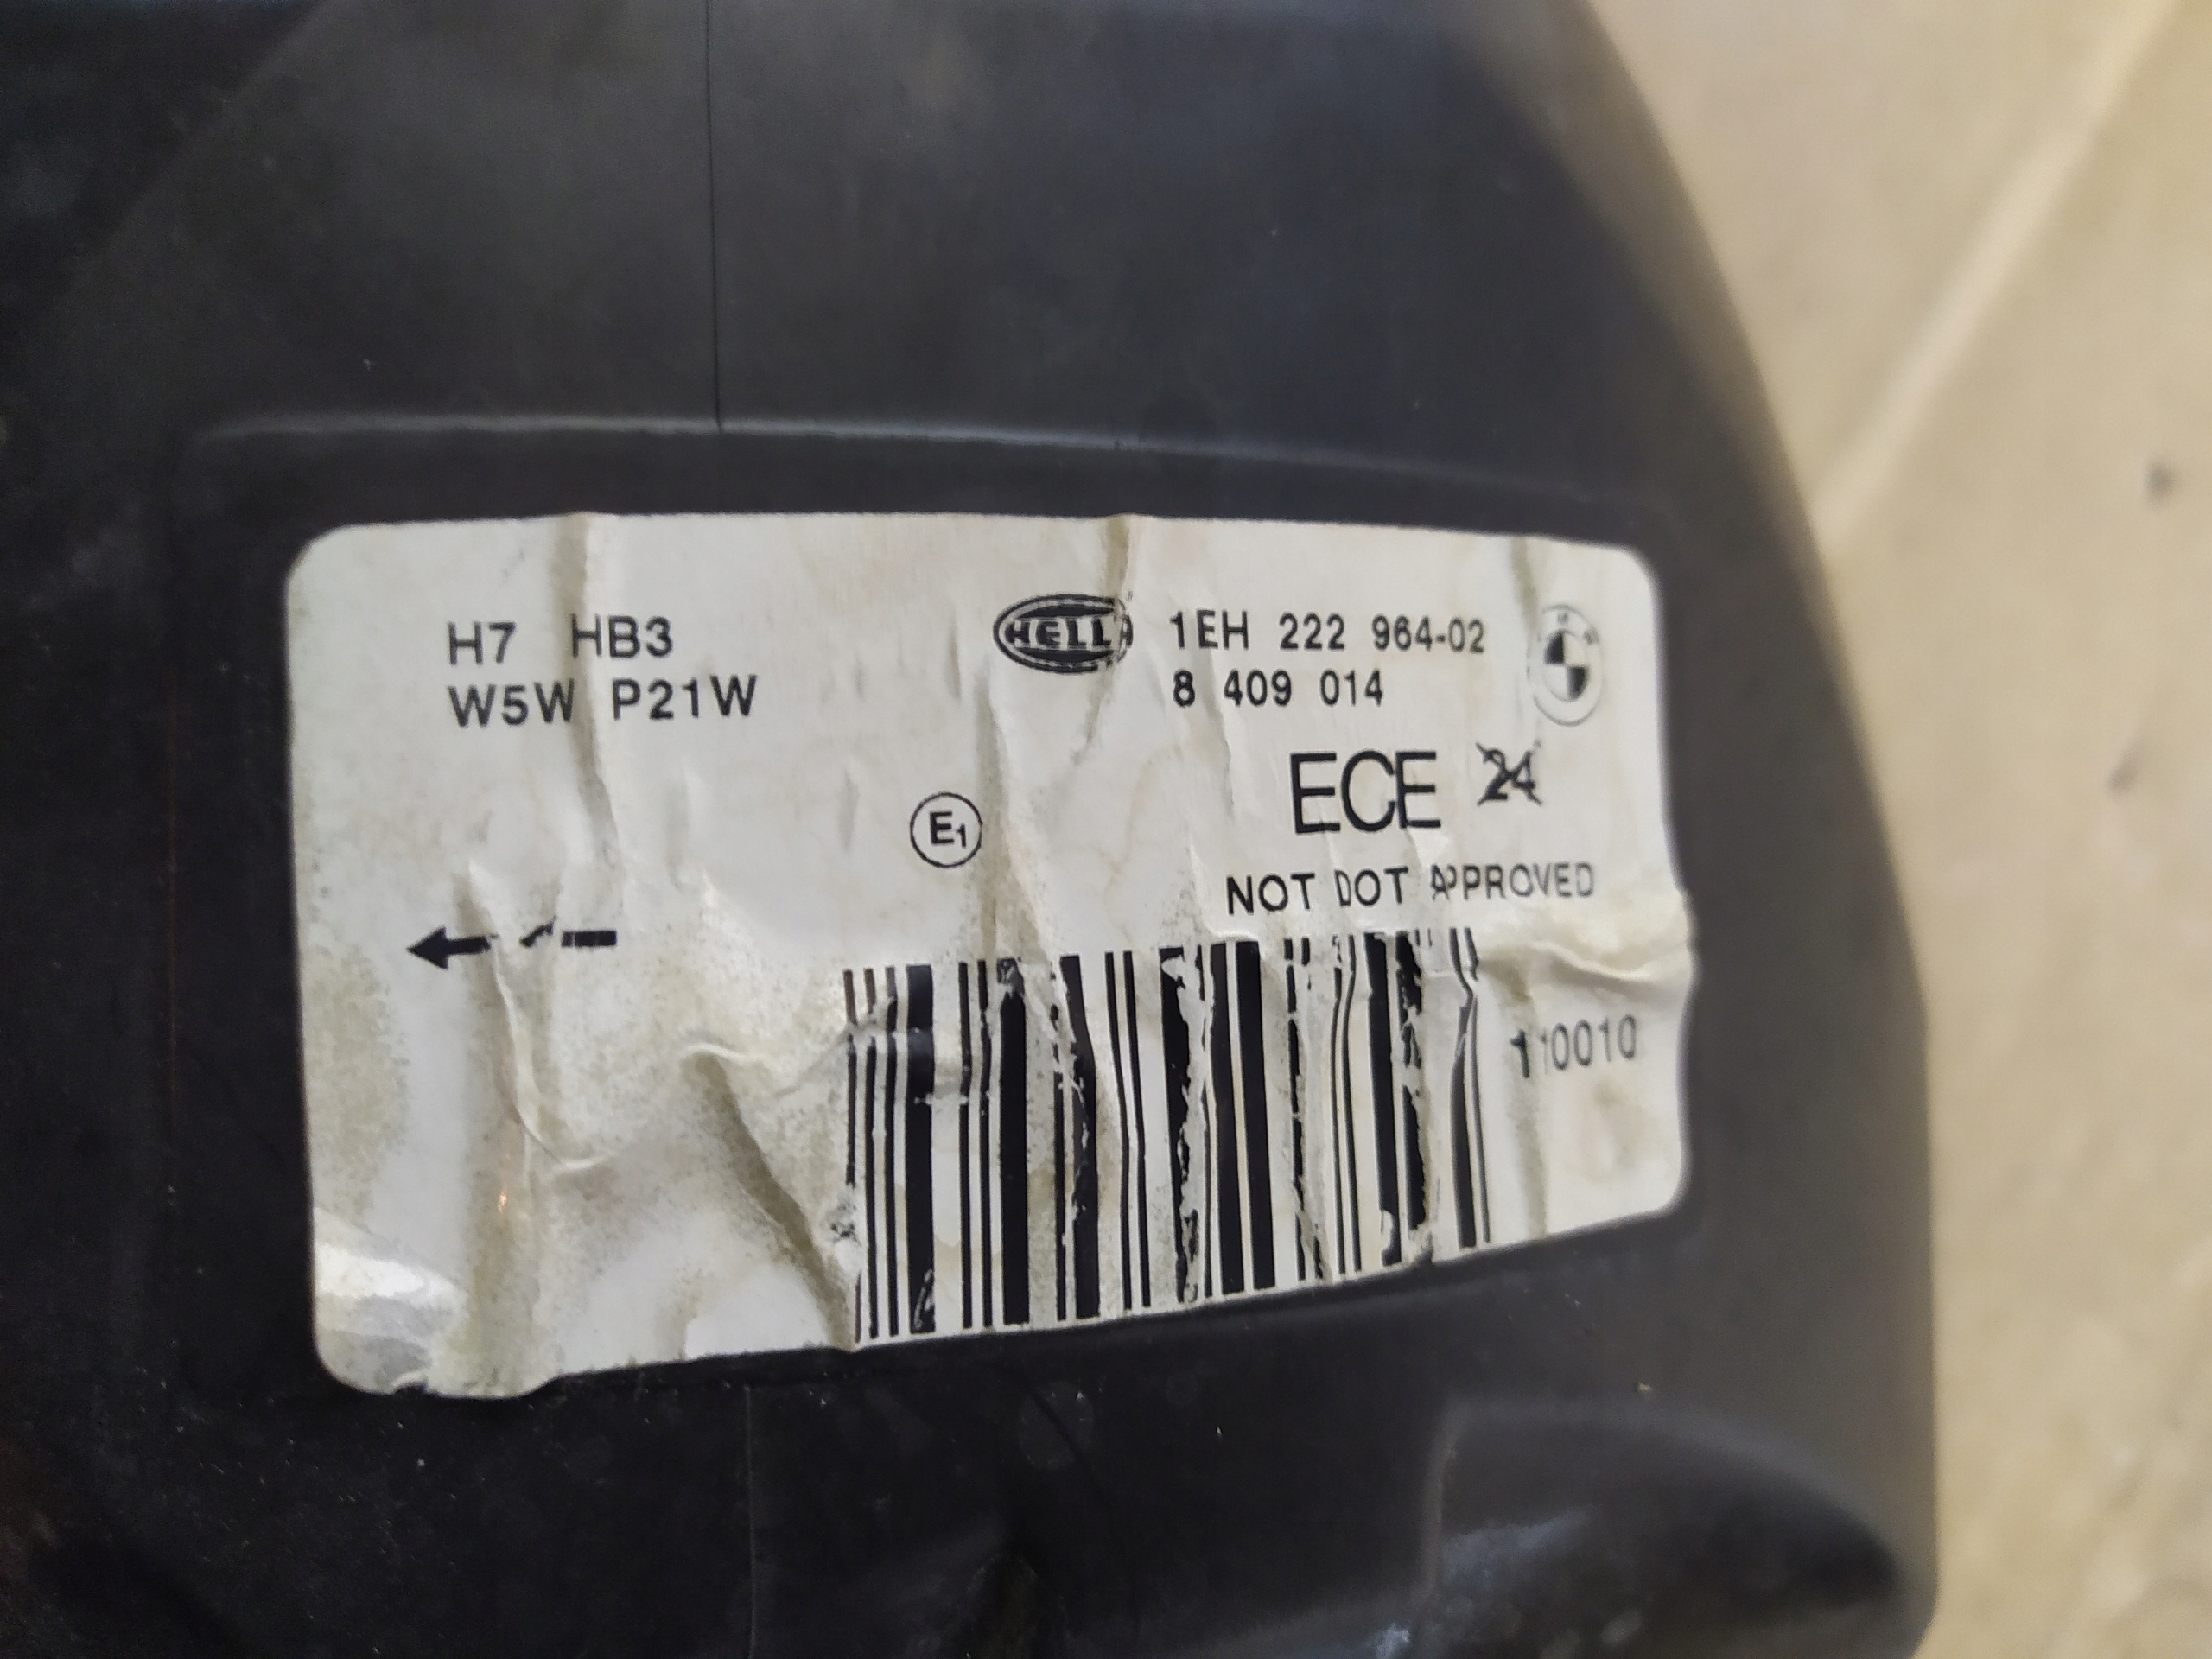 H7 HB3
W5W P21W
HELLA 1EH 222 964-02
8 409 014
ECE 24
E1
NOT DOT APPROVED
110010